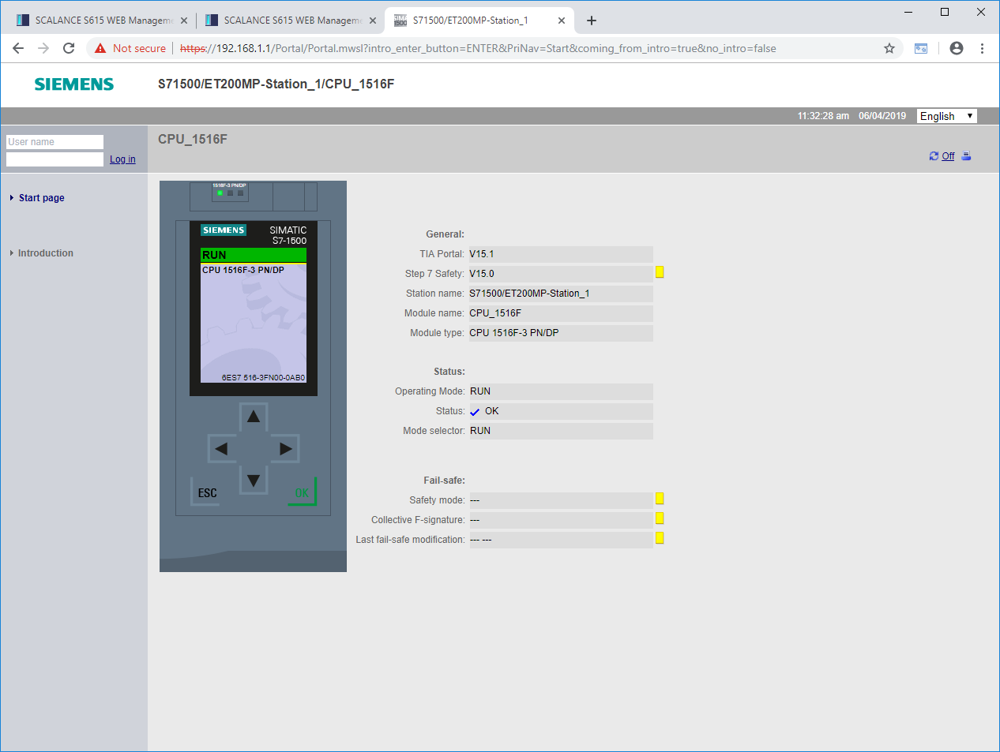 SCALANCE S615 WEB Manageme
SCALANCE S615 WEB Manageme
SIMA 1500
S71500/ET200MP-Station_1
Not secure
https://192.168.1.1/Portal/Portal.mwsl?intro_enter_button=ENTER&PriNav=Start&coming_from_intro=true&no_intro=false
SIEMENS
S71500/ET200MP-Station_1/CPU_1516F
11:32:28 am 06/04/2019 English
User name
Log in
CPU_1516F
Off
Start page
Introduction
1516F-3 PN/DP
SIEMENS
SIMATIC
S7-1500
RUN
CPU 1516F-3 PN/DP
6ES7 516-3FN00-0AB0
ESC
OK
General:
TIA Portal: V15.1
Step 7 Safety: V15.0
Station name: S71500/ET200MP-Station_1
Module name: CPU_1516F
Module type: CPU 1516F-3 PN/DP
Status:
Operating Mode: RUN
Status: OK
Mode selector: RUN
Fail-safe:
Safety mode: ---
Collective F-signature: ---
Last fail-safe modification: --- ---